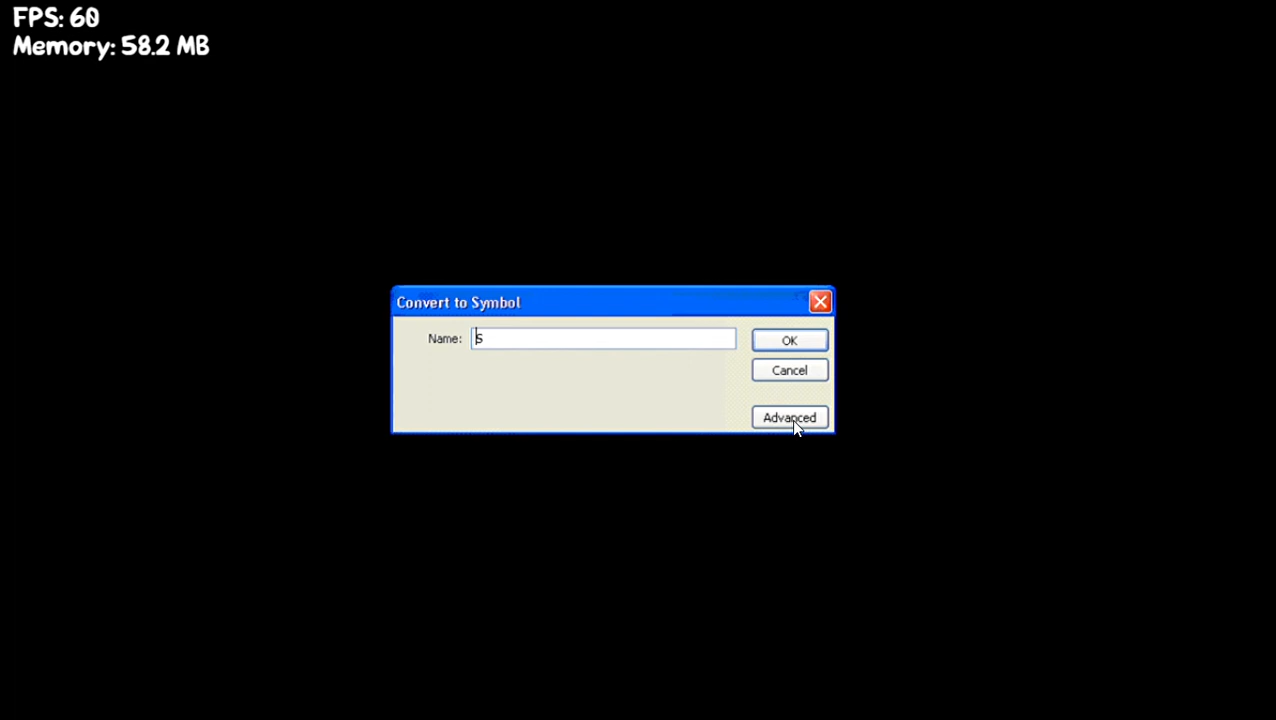 FPS: 60
Memory: 58.2 MB
Convert to Symbol
Name: S
OK
Cancel
Advanced